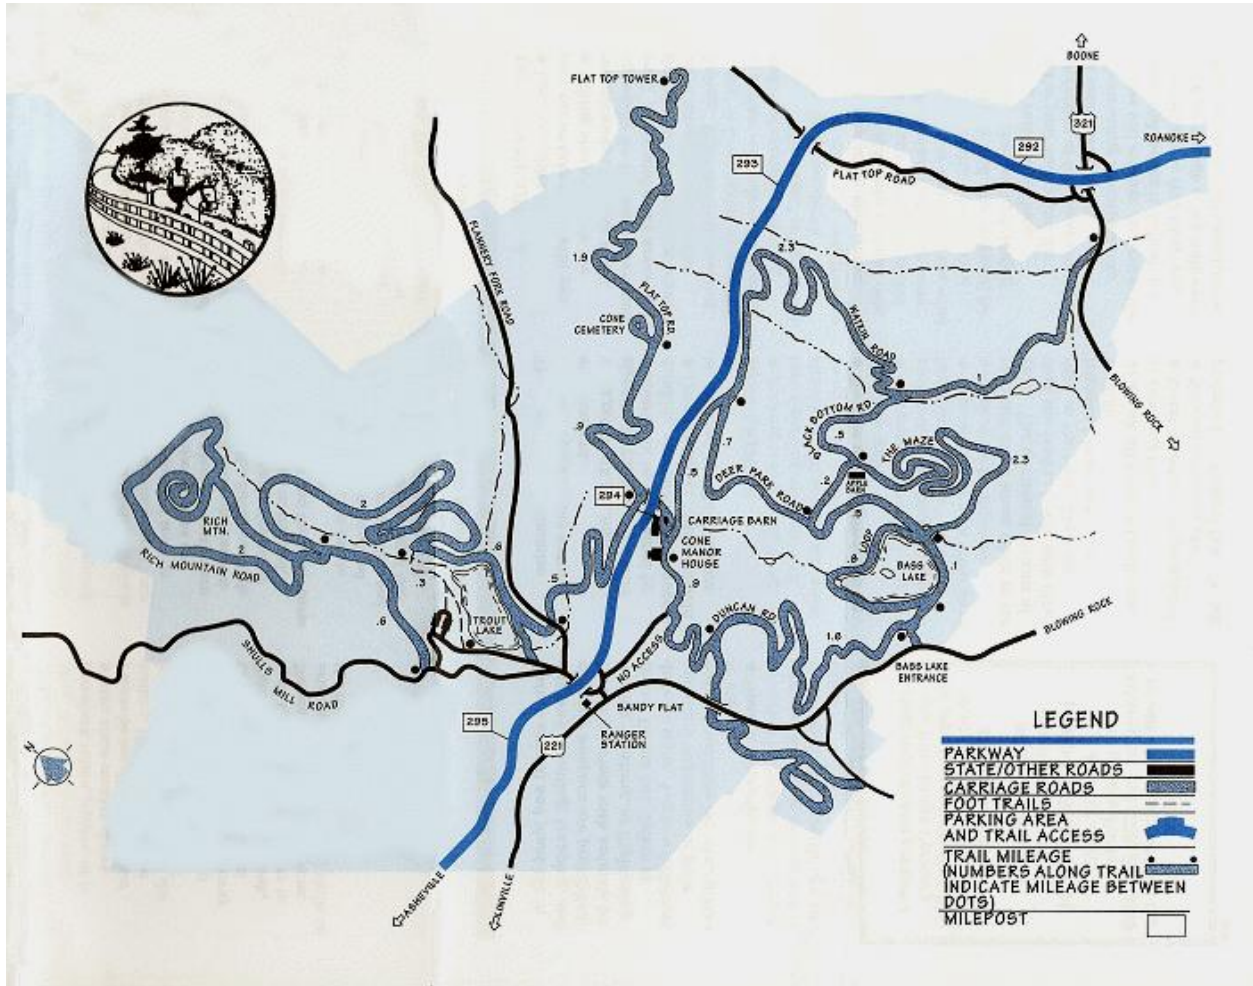 BOONE
FLAT TOP TOWER
321
ROANOKE
292
293
FLAT TOP ROAD
FLANNERY FORK ROAD
2.3
1.9
FLAT TOP RD.
CONE
CEMETERY
WATKIN ROAD
1
BLOWING ROCK
BLACK BOTTOM RD.
.9
.5
THE MAZE
.7
2.3
.5
DEER PARK ROAD
.2
APPLE
BARN
294
2
RICH
MTN.
CARRIAGE BARN
.5
CONE
MANOR
HOUSE
LOOP
.8
BASS
LAKE
.1
2
RICH MOUNTAIN ROAD
.6
.3
.5
.9
.6
TROUT
LAKE
DUNCAN RD.
1.8
BLOWING ROCK
SHULLS MILL ROAD
NO ACCESS
BASS LAKE
ENTRANCE
SANDY FLAT
295
RANGER
STATION
221
N
LEGEND
PARKWAY
STATE/OTHER ROADS
CARRIAGE ROADS
FOOT TRAILS
PARKING AREA
AND TRAIL ACCESS
TRAIL MILEAGE
(NUMBERS ALONG TRAIL
INDICATE MILEAGE BETWEEN
DOTS)
MILEPOST
ASHEVILLE
LINVILLE